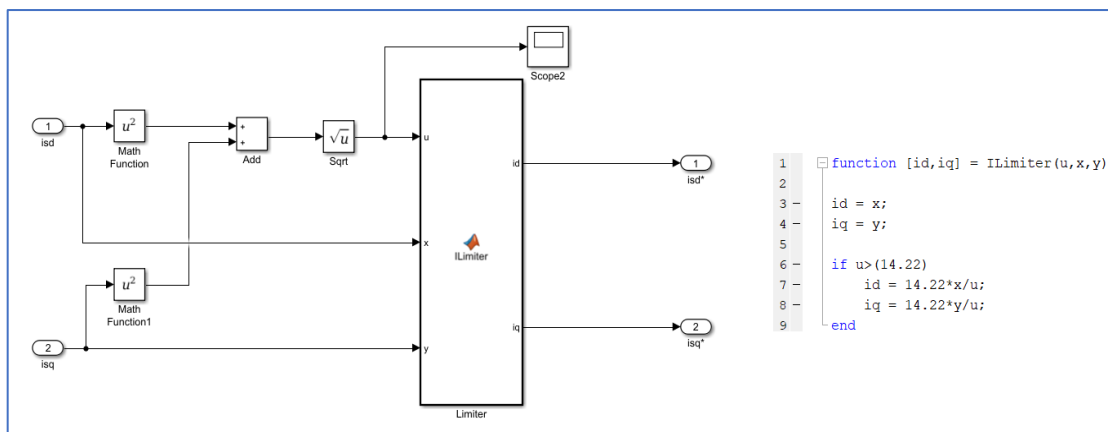 Scope2
1
isd
u²
Math
Function
+
+
Add
√u
Sqrt
u
x
y
ILimiter
id
iq
Limiter
1
isd*
2
isq*
u²
Math
Function1
2
isq
1 function [id,iq] = ILimiter(u,x,y)
2
3 – id = x;
4 – iq = y;
5
6 – if u>(14.22)
7 – id = 14.22*x/u;
8 – iq = 14.22*y/u;
9 end